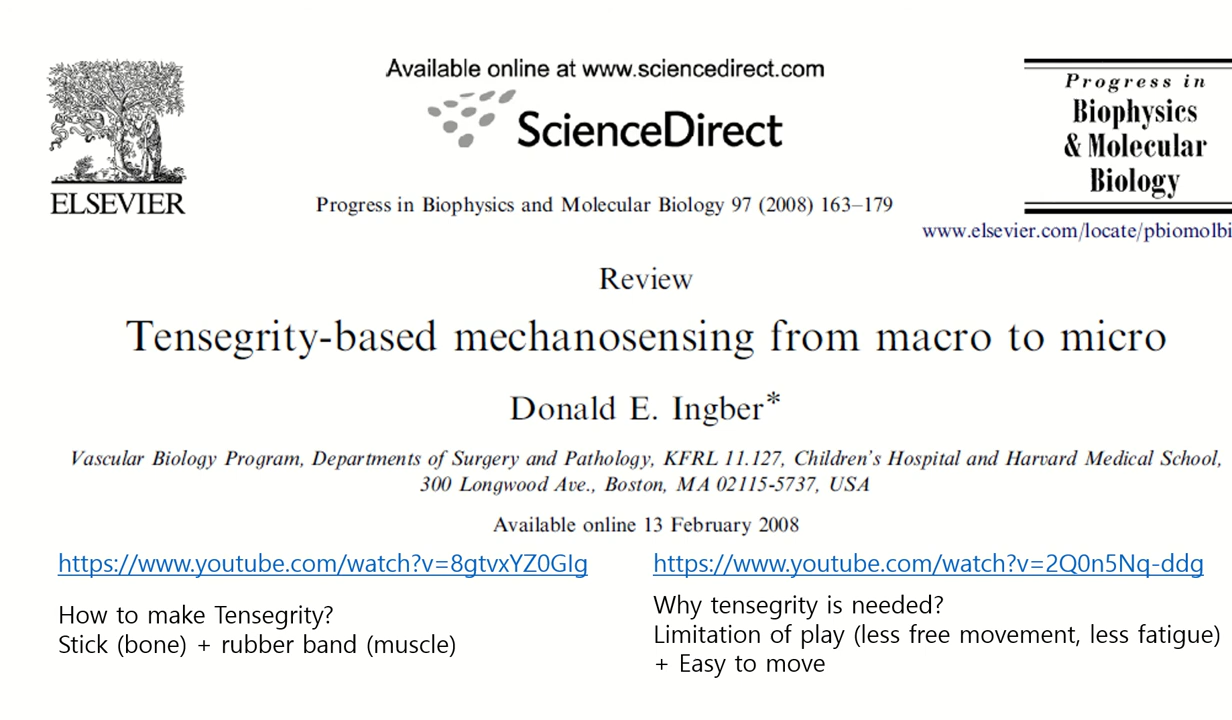 Available online at www.sciencedirect.com
ScienceDirect
ELSEVIER
Progress in
Biophysics
& Molecular
Biology
Progress in Biophysics and Molecular Biology 97 (2008) 163–179
www.elsevier.com/locate/pbiomolbi
Review
Tensegrity-based mechanosensing from macro to micro
Donald E. Ingber*
Vascular Biology Program, Departments of Surgery and Pathology, KFRL 11.127, Children's Hospital and Harvard Medical School,
300 Longwood Ave., Boston, MA 02115-5737, USA
Available online 13 February 2008
https://www.youtube.com/watch?v=8gtvxYZ0GIg
How to make Tensegrity?
Stick (bone) + rubber band (muscle)
https://www.youtube.com/watch?v=2Q0n5Nq-ddg
Why tensegrity is needed?
Limitation of play (less free movement, less fatigue)
+ Easy to move